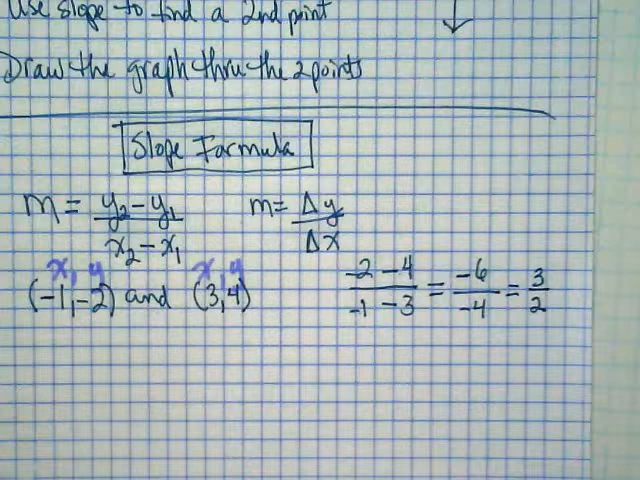 Use slope to find a 2nd point
Draw the graph thru the 2 points
Slope Formula
m = y₂ − y₁ / x₂ − x₁   m = Δy / Δx
x, y   x, y
(−1, −2) and (3, 4)   −2 − 4 / −1 − 3 = −6 / −4 = 3 / 2